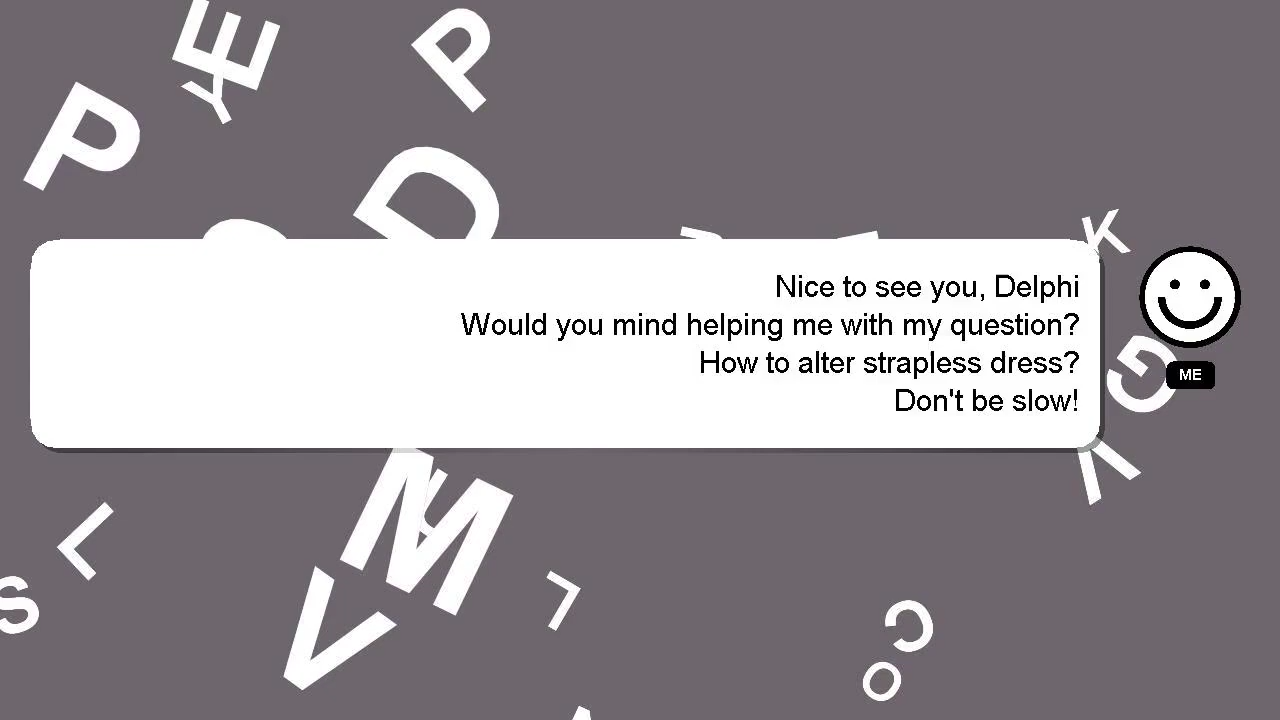 Nice to see you, Delphi
Would you mind helping me with my question?
How to alter strapless dress?
Don't be slow!
ME
P
E
Y
P
D
K
G
V
M
L
S
V
L
C
O